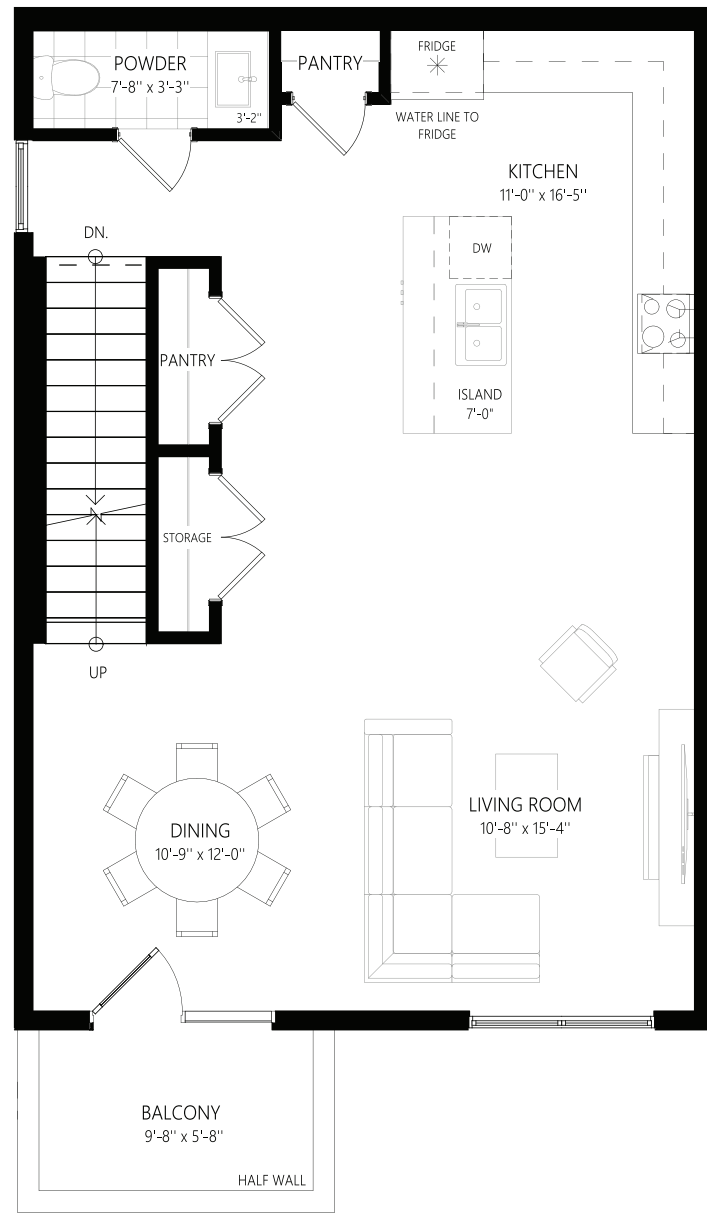 POWDER
7'-8" x 3'-3"
3'-2"
PANTRY
FRIDGE
WATER LINE TO
FRIDGE
KITCHEN
11'-0" x 16'-5"
DN.
DW
PANTRY
ISLAND
7'-0"
STORAGE
UP
DINING
10'-9" x 12'-0"
LIVING ROOM
10'-8" x 15'-4"
BALCONY
9'-8" x 5'-8"
HALF WALL